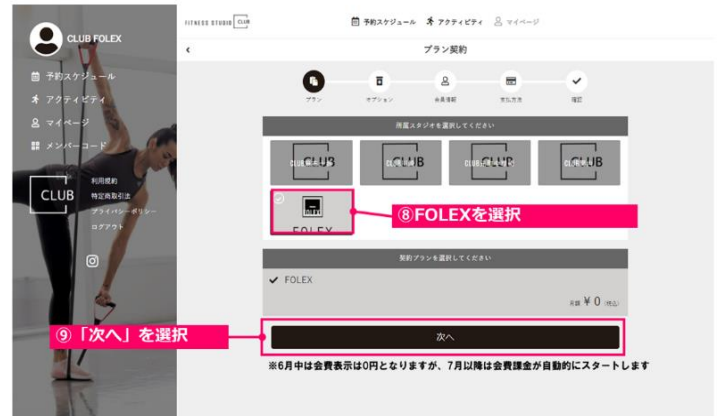 CLUB FOLEX
予約スケジュール
アクティビティ
マイページ
メンバーコード
CLUB
利用規約
特定商取引法
プライバシーポリシー
ログアウト
FITNESS STUDIO CLUB
予約スケジュール
アクティビティ
マイページ
プラン契約
プラン
オプション
会員情報
支払方法
確認
所属スタジオを選択してください
CLUB
CLUB
CLUB
CLUB
FOLEX
FOLEX
⑧FOLEXを選択
契約プランを選択してください
FOLEX
月額 ¥ 0 (税込)
⑨「次へ」を選択
次へ
※6月中は会費表示は0円となりますが、7月以降は会費課金が自動的にスタートします